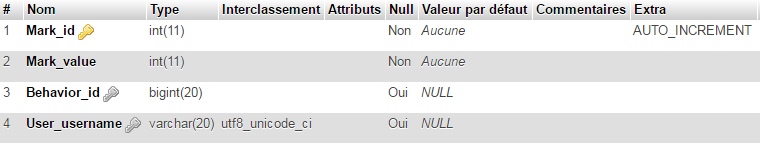 # Nom Type Interclassement Attributs Null Valeur par défaut Commentaires Extra
1 Mark_id int(11) Non Aucune AUTO_INCREMENT
2 Mark_value int(11) Non Aucune
3 Behavior_id bigint(20) Oui NULL
4 User_username varchar(20) utf8_unicode_ci Oui NULL